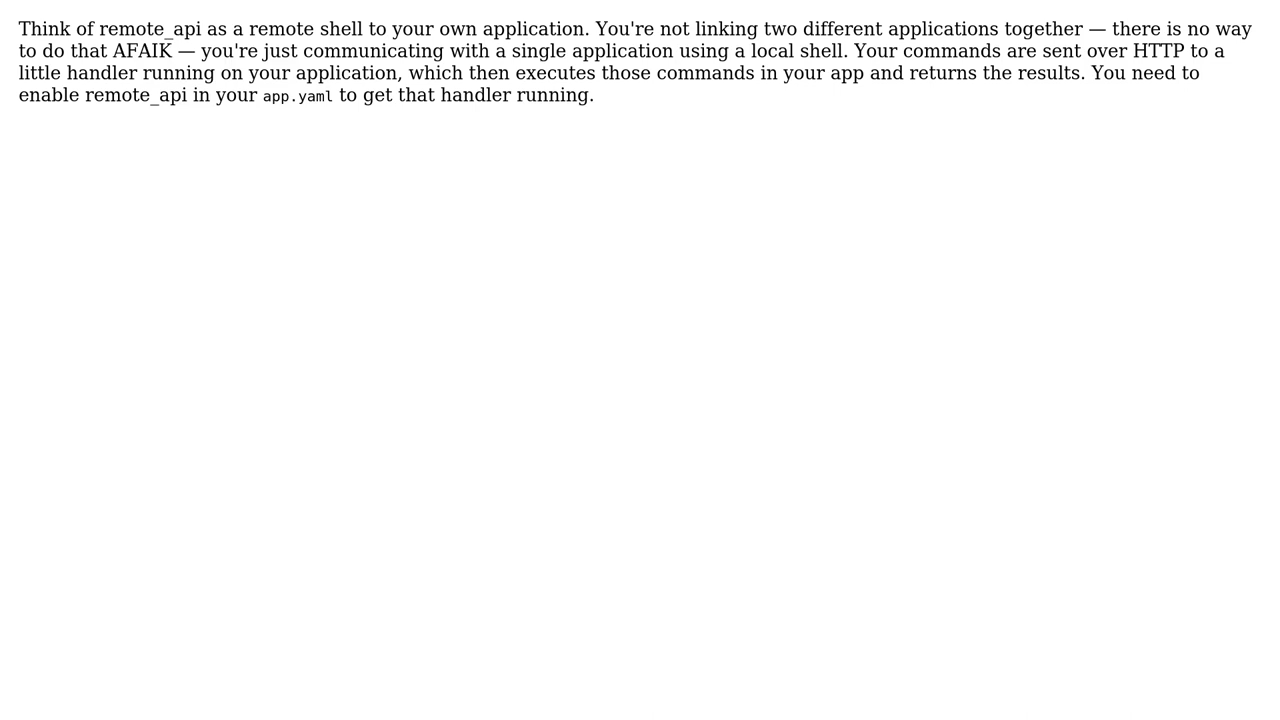 Think of remote_api as a remote shell to your own application. You're not linking two different applications together — there is no way
to do that AFAIK — you're just communicating with a single application using a local shell. Your commands are sent over HTTP to a
little handler running on your application, which then executes those commands in your app and returns the results. You need to
enable remote_api in your app.yaml to get that handler running.